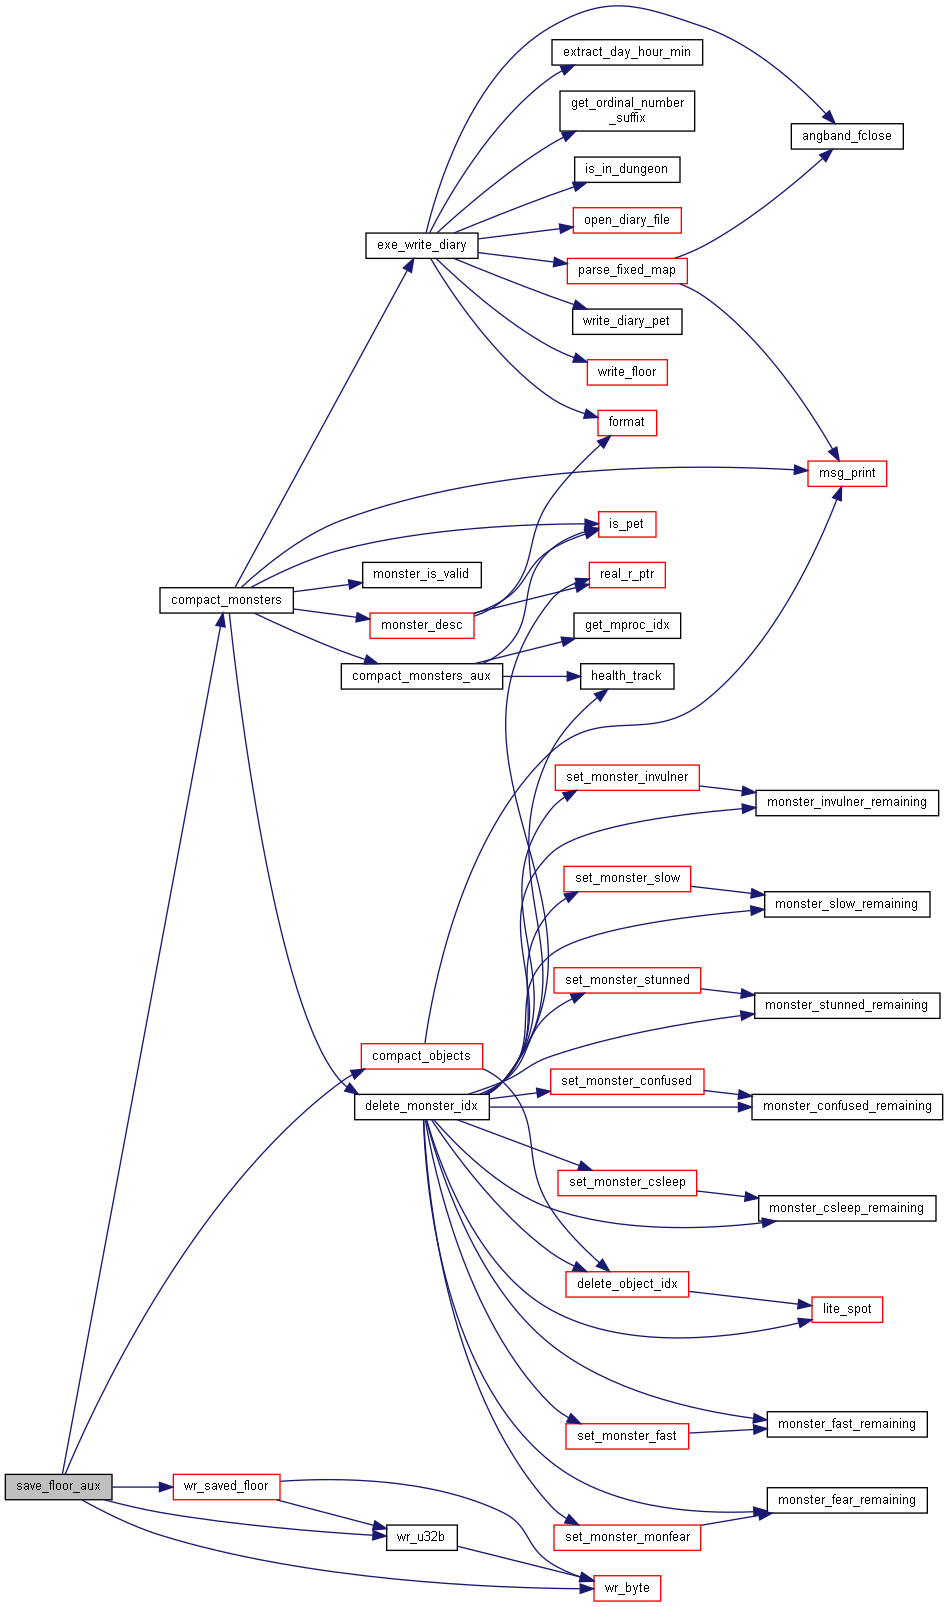 extract_day_hour_min
get_ordinal_number
_suffix
angband_fclose
is_in_dungeon
open_diary_file
exe_write_diary
parse_fixed_map
write_diary_pet
write_floor
format
msg_print
is_pet
monster_is_valid
real_r_ptr
compact_monsters
monster_desc
get_mproc_idx
compact_monsters_aux
health_track
set_monster_invulner
monster_invulner_remaining
set_monster_slow
monster_slow_remaining
set_monster_stunned
monster_stunned_remaining
compact_objects
set_monster_confused
delete_monster_idx
monster_confused_remaining
set_monster_csleep
monster_csleep_remaining
delete_object_idx
lite_spot
monster_fast_remaining
set_monster_fast
save_floor_aux
wr_saved_floor
monster_fear_remaining
wr_u32b
set_monster_monfear
wr_byte